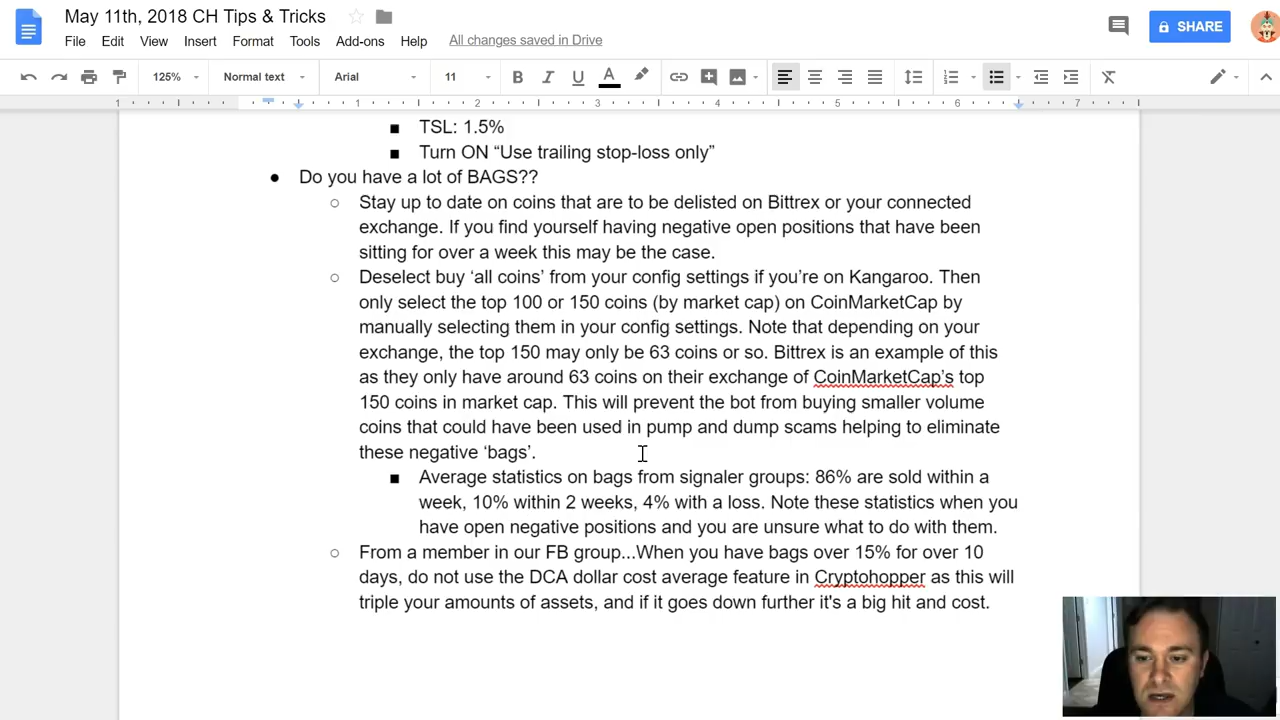 May 11th, 2018 CH Tips & Tricks
File Edit View Insert Format Tools Add-ons Help All changes saved in Drive
SHARE
125% Normal text Arial 11 B I U A
1 1 2 3 4 5 6 7
■ TSL: 1.5%
■ Turn ON “Use trailing stop-loss only”
● Do you have a lot of BAGS??
○ Stay up to date on coins that are to be delisted on Bittrex or your connected
exchange. If you find yourself having negative open positions that have been
sitting for over a week this may be the case.
○ Deselect buy ‘all coins’ from your config settings if you’re on Kangaroo. Then
only select the top 100 or 150 coins (by market cap) on CoinMarketCap by
manually selecting them in your config settings. Note that depending on your
exchange, the top 150 may only be 63 coins or so. Bittrex is an example of this
as they only have around 63 coins on their exchange of CoinMarketCap’s top
150 coins in market cap. This will prevent the bot from buying smaller volume
coins that could have been used in pump and dump scams helping to eliminate
these negative ‘bags’.
■ Average statistics on bags from signaler groups: 86% are sold within a
week, 10% within 2 weeks, 4% with a loss. Note these statistics when you
have open negative positions and you are unsure what to do with them.
○ From a member in our FB group...When you have bags over 15% for over 10
days, do not use the DCA dollar cost average feature in Cryptohopper as this will
triple your amounts of assets, and if it goes down further it's a big hit and cost.